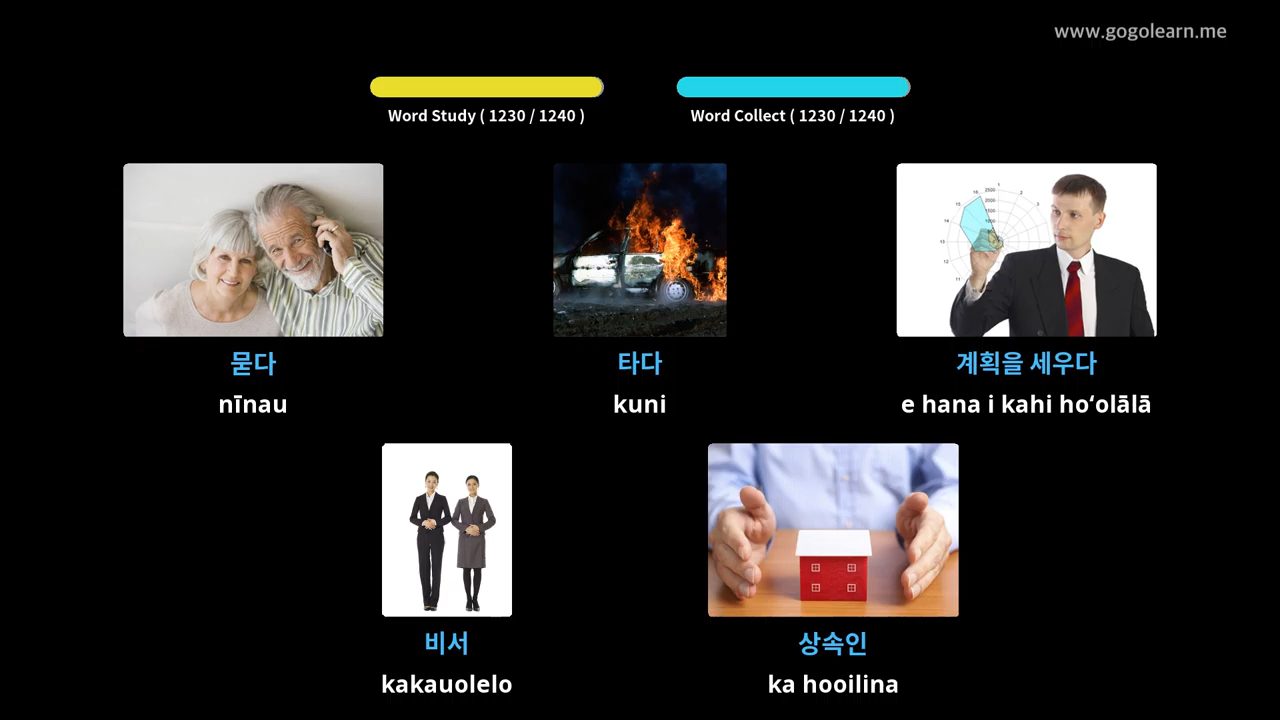 www.gogolearn.me
Word Study ( 1230 / 1240 )
Word Collect ( 1230 / 1240 )
묻다
nīnau
타다
kuni
계획을 세우다
e hana i kahi hoʻolālā
비서
kakauolelo
상속인
ka hooilina